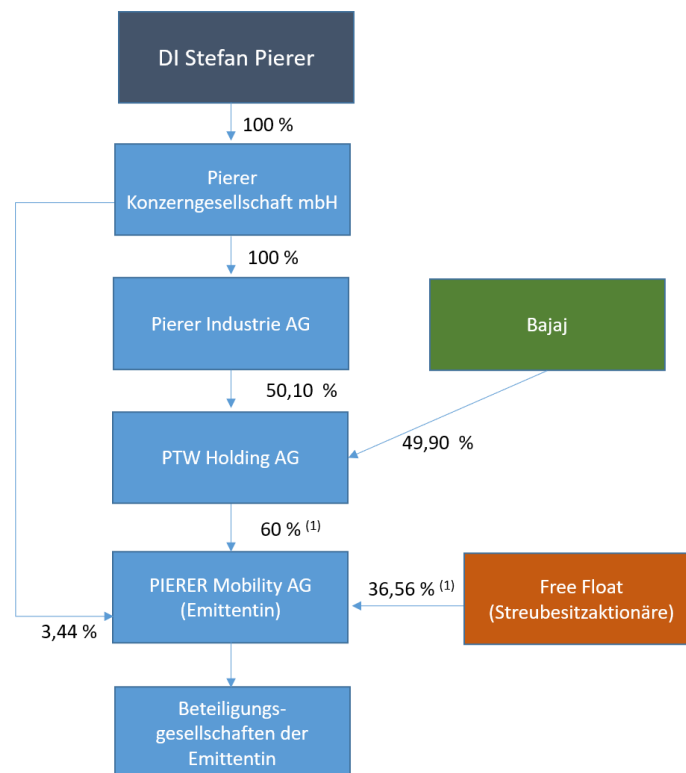 DI Stefan Pierer
100 %
Pierer
Konzerngesellschaft mbH
100 %
Pierer Industrie AG
Bajaj
50,10 %
49,90 %
PTW Holding AG
60 % (1)
PIERER Mobility AG
(Emittentin)
36,56 % (1)
Free Float
(Streubesitzaktionäre)
3,44 %
Beteiligungs-
gesellschaften der
Emittentin